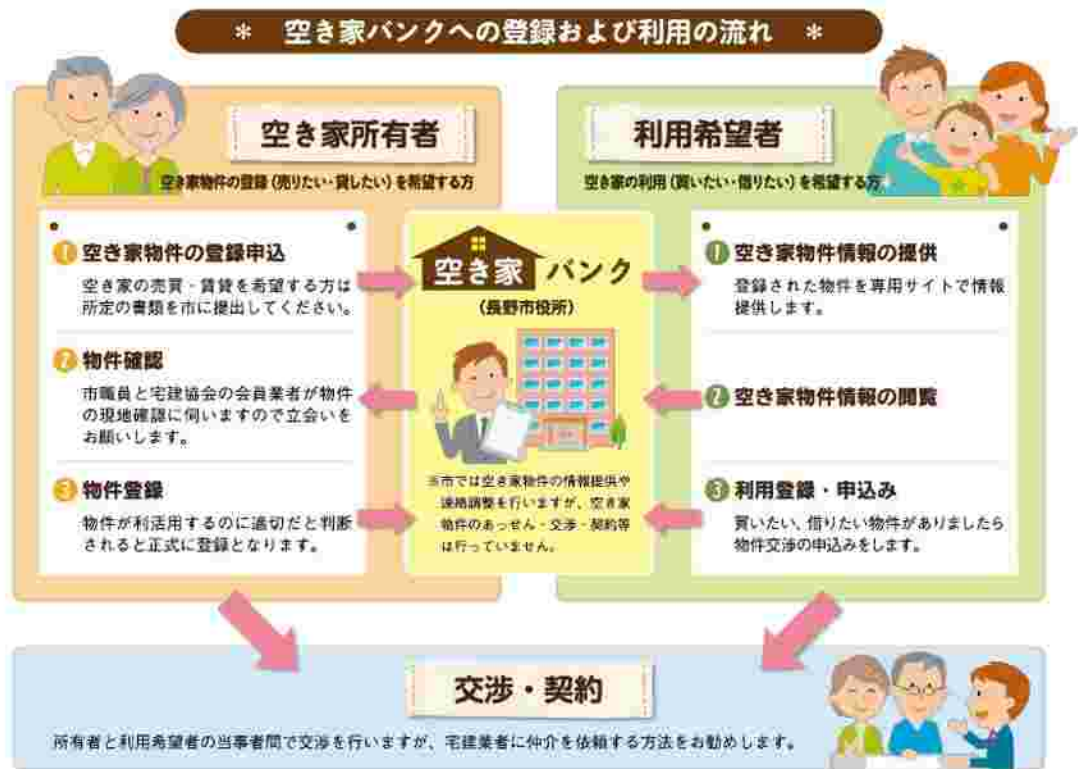 * 空き家バンクへの登録および利用の流れ *
空き家所有者
空き家物件の登録(売りたい・貸したい)を希望する方
1 空き家物件の登録申込
空き家の売買・賃貸を希望する方は
所定の書類を市に提出してください。
2 物件確認
市職員と宅建協会の会員業者が物件
の現地確認に伺いますので立会いを
お願いします。
3 物件登録
物件が利活用するのに適切だと判断
されると正式に登録となります。
空き家 バンク
(長野市役所)
※市では空き家物件の情報提供や
連絡調整を行いますが、空き家
物件のあっせん・交渉・契約等
は行っていません。
利用希望者
空き家の利用(買いたい・借りたい)を希望する方
1 空き家物件情報の提供
登録された物件を専用サイトで情報
提供します。
2 空き家物件情報の閲覧
3 利用登録・申込み
買いたい、借りたい物件がありましたら
物件交渉の申込みをします。
交渉・契約
所有者と利用希望者の当事者間で交渉を行いますが、宅建業者に仲介を依頼する方法をお勧めします。